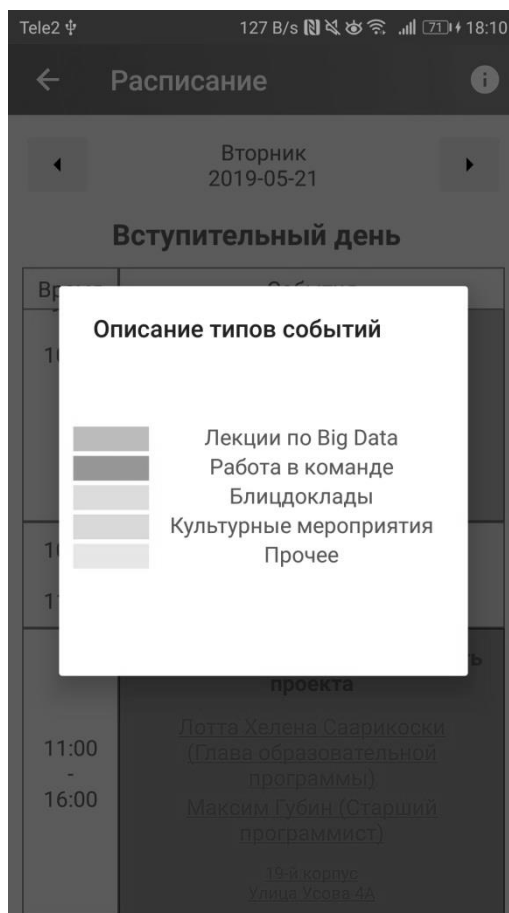 Tele2 127 B/s 71 18:10
Расписание
Вторник
2019-05-21
Вступительный день
Описание типов событий
Лекции по Big Data
Работа в команде
Блицдоклады
Культурные мероприятия
Прочее
проекта
11:00
-
16:00
Лотта Хелена Саарикоски
(Глава образовательной
программы)
Максим Губин (Старший
программист)
19-й корпус
Улица Усова 4А